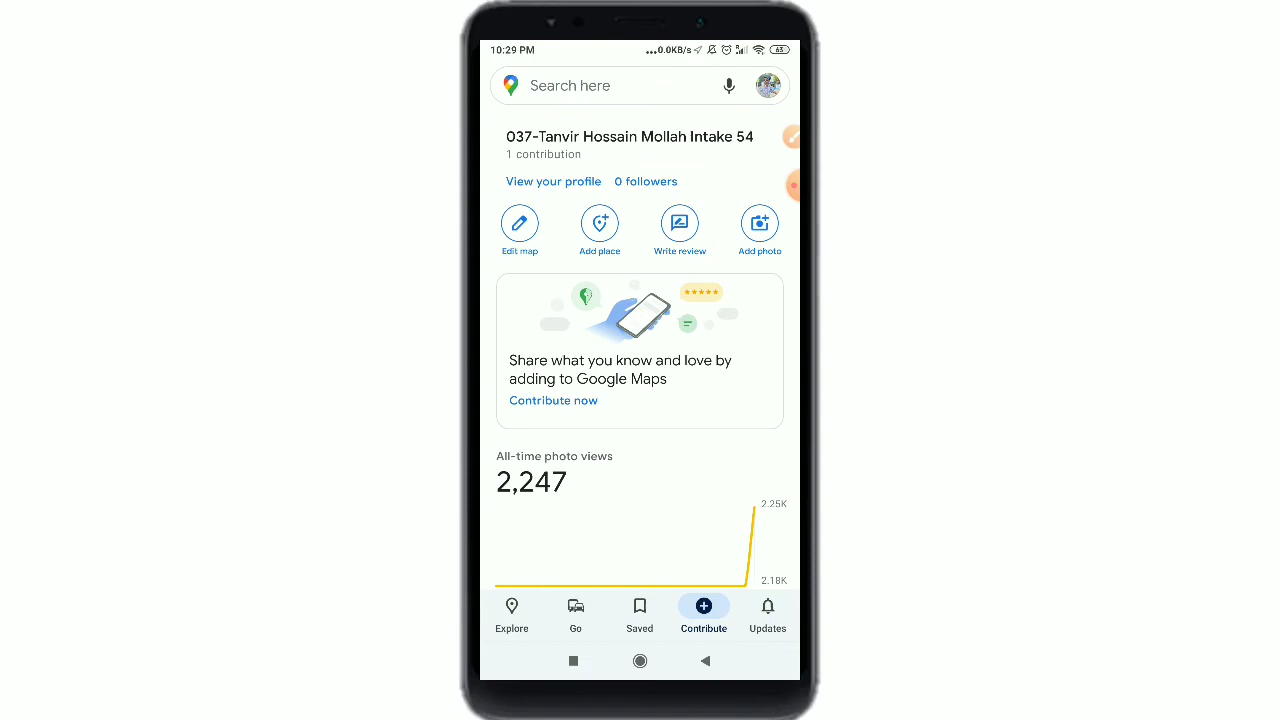 10:29 PM
...0.0KB/s
63
Search here
037-Tanvir Hossain Mollah Intake 54
1 contribution
View your profile 0 followers
Edit map Add place Write review Add photo
Share what you know and love by
adding to Google Maps
Contribute now
All-time photo views
2,247
2.25K
2.18K
Explore Go Saved Contribute Updates